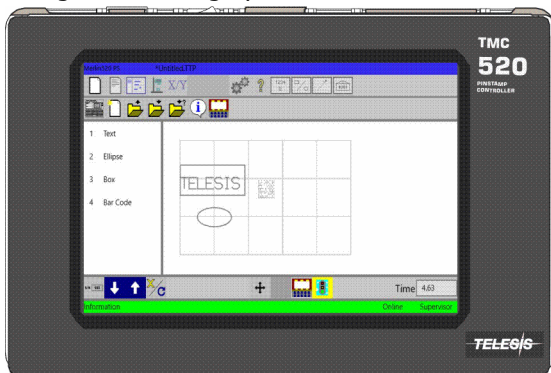 TMC
520
PINSTAMP
CONTROLLER
*Untitled.TTP
X/Y
?
i
1 Text
2 Ellipse
3 Box
4 Bar Code
TELESIS
Time 4.63
Information Online Supervisor
TELESIS